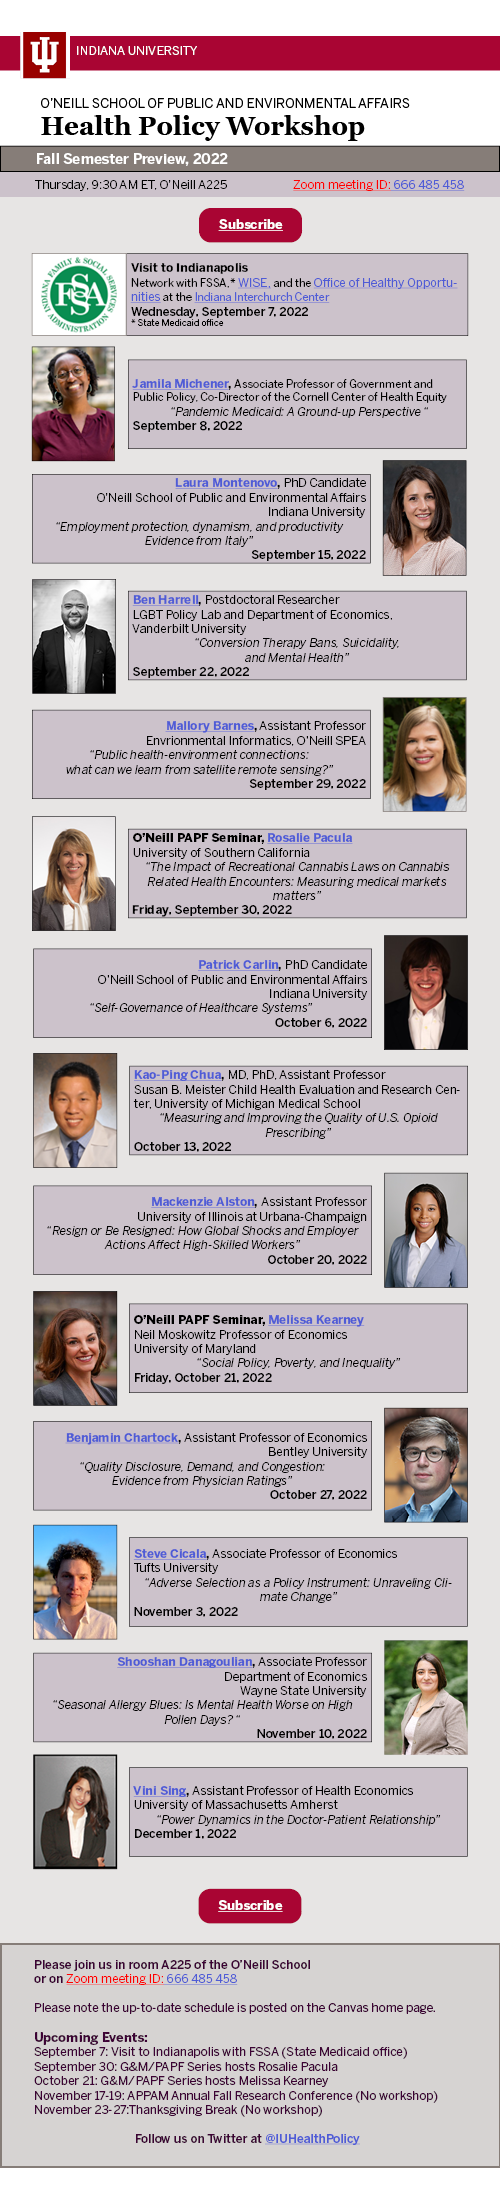 INDIANA UNIVERSITY
O'NEILL SCHOOL OF PUBLIC AND ENVIRONMENTAL AFFAIRS
Health Policy Workshop
Fall Semester Preview, 2022
Thursday, 9:30 AM ET, O'Neill A225 Zoom meeting ID: 666 485 458
Subscribe
INDIANA FAMILY & SOCIAL SERVICES ADMINISTRATION
FSSA
Visit to Indianapolis
Network with FSSA,* WISE, and the Office of Healthy Opportu-
nities at the Indiana Interchurch Center
Wednesday, September 7, 2022
* State Medicaid office
Jamila Michener, Associate Professor of Government and
Public Policy, Co-Director of the Cornell Center of Health Equity
“Pandemic Medicaid: A Ground-up Perspective “
September 8, 2022
Laura Montenovo, PhD Candidate
O'Neill School of Public and Environmental Affairs
Indiana University
“Employment protection, dynamism, and productivity
Evidence from Italy”
September 15, 2022
Ben Harrell, Postdoctoral Researcher
LGBT Policy Lab and Department of Economics,
Vanderbilt University
“Conversion Therapy Bans, Suicidality,
and Mental Health”
September 22, 2022
Mallory Barnes, Assistant Professor
Envrionmental Informatics, O'Neill SPEA
“Public health-environment connections:
what can we learn from satellite remote sensing?”
September 29, 2022
O’Neill PAPF Seminar, Rosalie Pacula
University of Southern California
“The Impact of Recreational Cannabis Laws on Cannabis
Related Health Encounters: Measuring medical markets
matters”
Friday, September 30, 2022
Patrick Carlin, PhD Candidate
O'Neill School of Public and Environmental Affairs
Indiana University
“Self-Governance of Healthcare Systems”
October 6, 2022
Kao-Ping Chua, MD, PhD, Assistant Professor
Susan B. Meister Child Health Evaluation and Research Cen-
ter, University of Michigan Medical School
“Measuring and Improving the Quality of U.S. Opioid
Prescribing”
October 13, 2022
Mackenzie Alston, Assistant Professor
University of Illinois at Urbana-Champaign
“Resign or Be Resigned: How Global Shocks and Employer
Actions Affect High-Skilled Workers”
October 20, 2022
O’Neill PAPF Seminar, Melissa Kearney
Neil Moskowitz Professor of Economics
University of Maryland
“Social Policy, Poverty, and Inequality”
Friday, October 21, 2022
Benjamin Chartock, Assistant Professor of Economics
Bentley University
“Quality Disclosure, Demand, and Congestion:
Evidence from Physician Ratings”
October 27, 2022
Steve Cicala, Associate Professor of Economics
Tufts University
“Adverse Selection as a Policy Instrument: Unraveling Cli-
mate Change”
November 3, 2022
Shooshan Danagoulian, Associate Professor
Department of Economics
Wayne State University
“Seasonal Allergy Blues: Is Mental Health Worse on High
Pollen Days? “
November 10, 2022
Vini Sing, Assistant Professor of Health Economics
University of Massachusetts Amherst
“Power Dynamics in the Doctor-Patient Relationship”
December 1, 2022
Subscribe
Please join us in room A225 of the O’Neill School
or on Zoom meeting ID: 666 485 458
Please note the up-to-date schedule is posted on the Canvas home page.
Upcoming Events:
September 7: Visit to Indianapolis with FSSA (State Medicaid office)
September 30: G&M/PAPF Series hosts Rosalie Pacula
October 21: G&M/PAPF Series hosts Melissa Kearney
November 17-19: APPAM Annual Fall Research Conference (No workshop)
November 23-27:Thanksgiving Break (No workshop)
Follow us on Twitter at @IUHealthPolicy